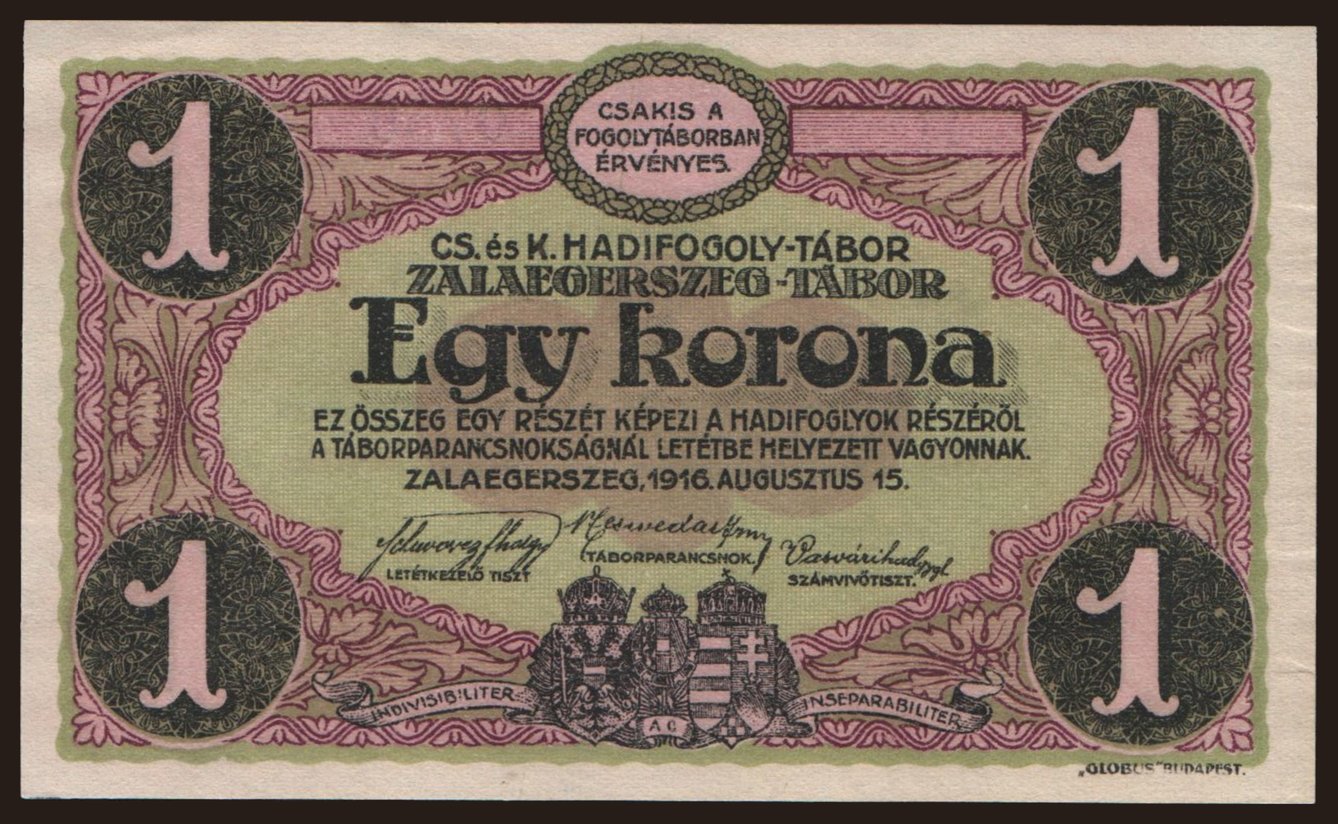 1
1
CSAKIS A
FOGOLYTÁBORBAN
ÉRVÉNYES.
CS. és K. HADIFOGOLY-TÁBOR
ZALAEGERSZEG-TÁBOR
Egy korona
EZ ÖSSZEG EGY RÉSZÉT KÉPEZI A HADIFOGLYOK RÉSZÉRŐL
A TÁBORPARANCSNOKSÁGNÁL LETÉTBE HELYEZETT VAGYONNAK.
ZALAEGERSZEG, 1916. AUGUSZTUS 15.
LETÉTKEZELŐ TISZT
TÁBORPARANCSNOK.
SZÁMVIVŐTISZT.
1
1
INDIVISIBILITER
AC
INSEPARABILITER
„GLOBUS" BUDAPEST.